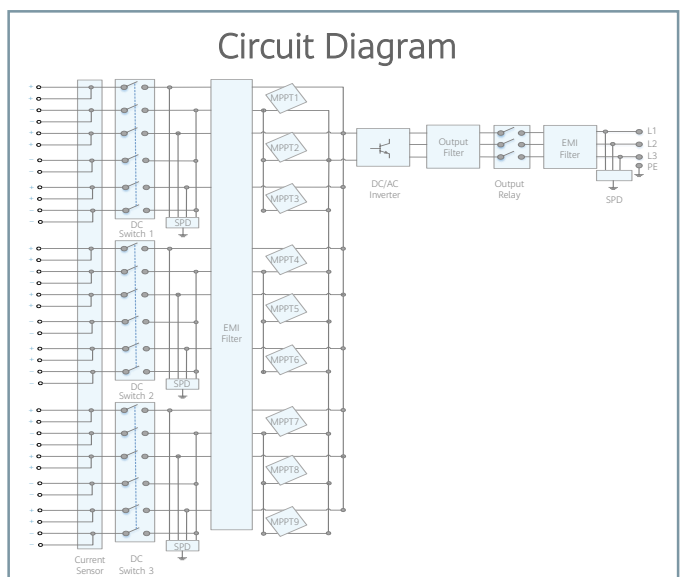 Circuit Diagram
MPPT1
MPPT2
MPPT3
MPPT4
MPPT5
MPPT6
MPPT7
MPPT8
MPPT9
DC
Switch 1
SPD
DC
Switch 2
SPD
Current
Sensor
DC
Switch 3
SPD
EMI
Filter
DC/AC
Inverter
Output
Filter
Output
Relay
EMI
Filter
L1
L2
L3
PE
SPD